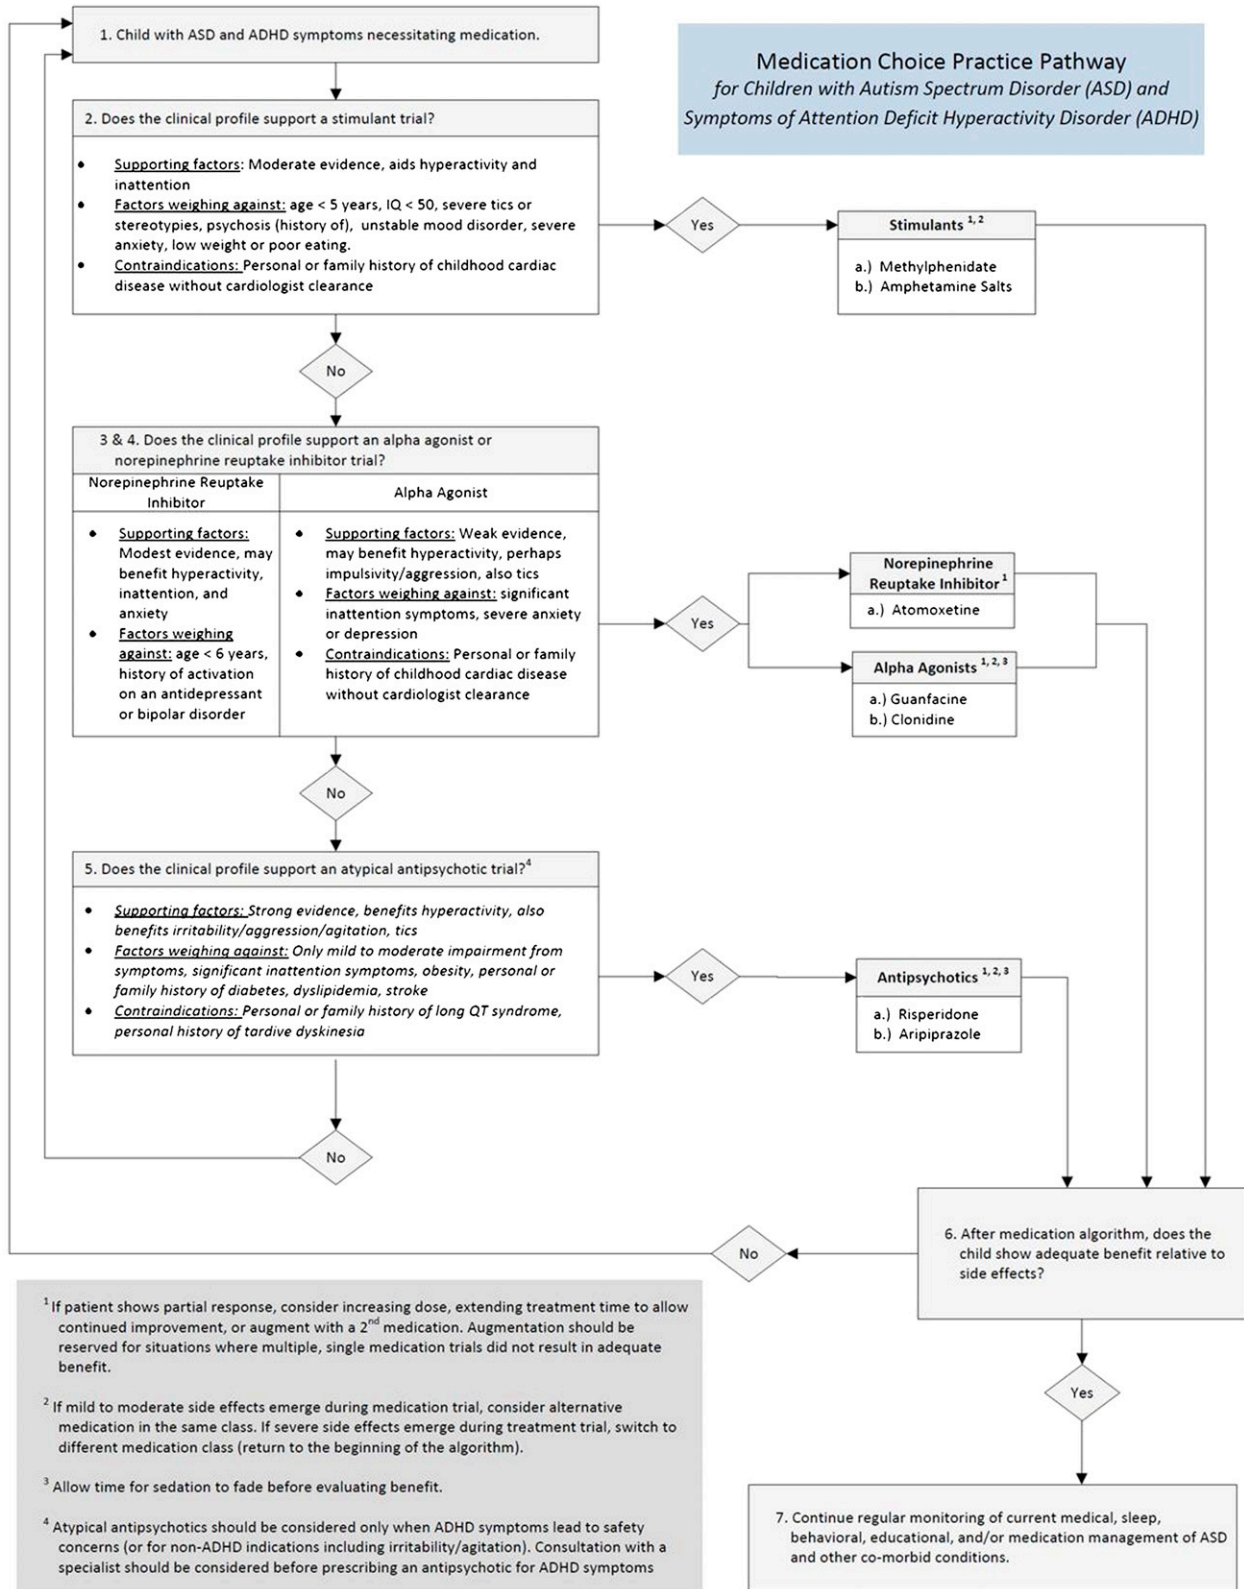 1. Child with ASD and ADHD symptoms necessitating medication.
Medication Choice Practice Pathway
for Children with Autism Spectrum Disorder (ASD) and
Symptoms of Attention Deficit Hyperactivity Disorder (ADHD)
2. Does the clinical profile support a stimulant trial?
• Supporting factors: Moderate evidence, aids hyperactivity and
inattention
• Factors weighing against: age < 5 years, IQ < 50, severe tics or
stereotypies, psychosis (history of), unstable mood disorder, severe
anxiety, low weight or poor eating.
• Contraindications: Personal or family history of childhood cardiac
disease without cardiologist clearance
Yes
Stimulants 1, 2
a.) Methylphenidate
b.) Amphetamine Salts
No
3 & 4. Does the clinical profile support an alpha agonist or
norepinephrine reuptake inhibitor trial?
Norepinephrine Reuptake
Inhibitor
• Supporting factors:
Modest evidence, may
benefit hyperactivity,
inattention, and
anxiety
• Factors weighing
against: age < 6 years,
history of activation
on an antidepressant
or bipolar disorder
Alpha Agonist
• Supporting factors: Weak evidence,
may benefit hyperactivity, perhaps
impulsivity/aggression, also tics
• Factors weighing against: significant
inattention symptoms, severe anxiety
or depression
• Contraindications: Personal or family
history of childhood cardiac disease
without cardiologist clearance
Yes
Norepinephrine
Reuptake Inhibitor 1
a.) Atomoxetine
Alpha Agonists 1, 2, 3
a.) Guanfacine
b.) Clonidine
No
5. Does the clinical profile support an atypical antipsychotic trial?4
• Supporting factors: Strong evidence, benefits hyperactivity, also
benefits irritability/aggression/agitation, tics
• Factors weighing against: Only mild to moderate impairment from
symptoms, significant inattention symptoms, obesity, personal or
family history of diabetes, dyslipidemia, stroke
• Contraindications: Personal or family history of long QT syndrome,
personal history of tardive dyskinesia
Yes
Antipsychotics 1, 2, 3
a.) Risperidone
b.) Aripiprazole
No
6. After medication algorithm, does the
child show adequate benefit relative to
side effects?
No
Yes
7. Continue regular monitoring of current medical, sleep,
behavioral, educational, and/or medication management of ASD
and other co-morbid conditions.
1 If patient shows partial response, consider increasing dose, extending treatment time to allow
continued improvement, or augment with a 2nd medication. Augmentation should be
reserved for situations where multiple, single medication trials did not result in adequate
benefit.
2 If mild to moderate side effects emerge during medication trial, consider alternative
medication in the same class. If severe side effects emerge during treatment trial, switch to
different medication class (return to the beginning of the algorithm).
3 Allow time for sedation to fade before evaluating benefit.
4 Atypical antipsychotics should be considered only when ADHD symptoms lead to safety
concerns (or for non-ADHD indications including irritability/agitation). Consultation with a
specialist should be considered before prescribing an antipsychotic for ADHD symptoms